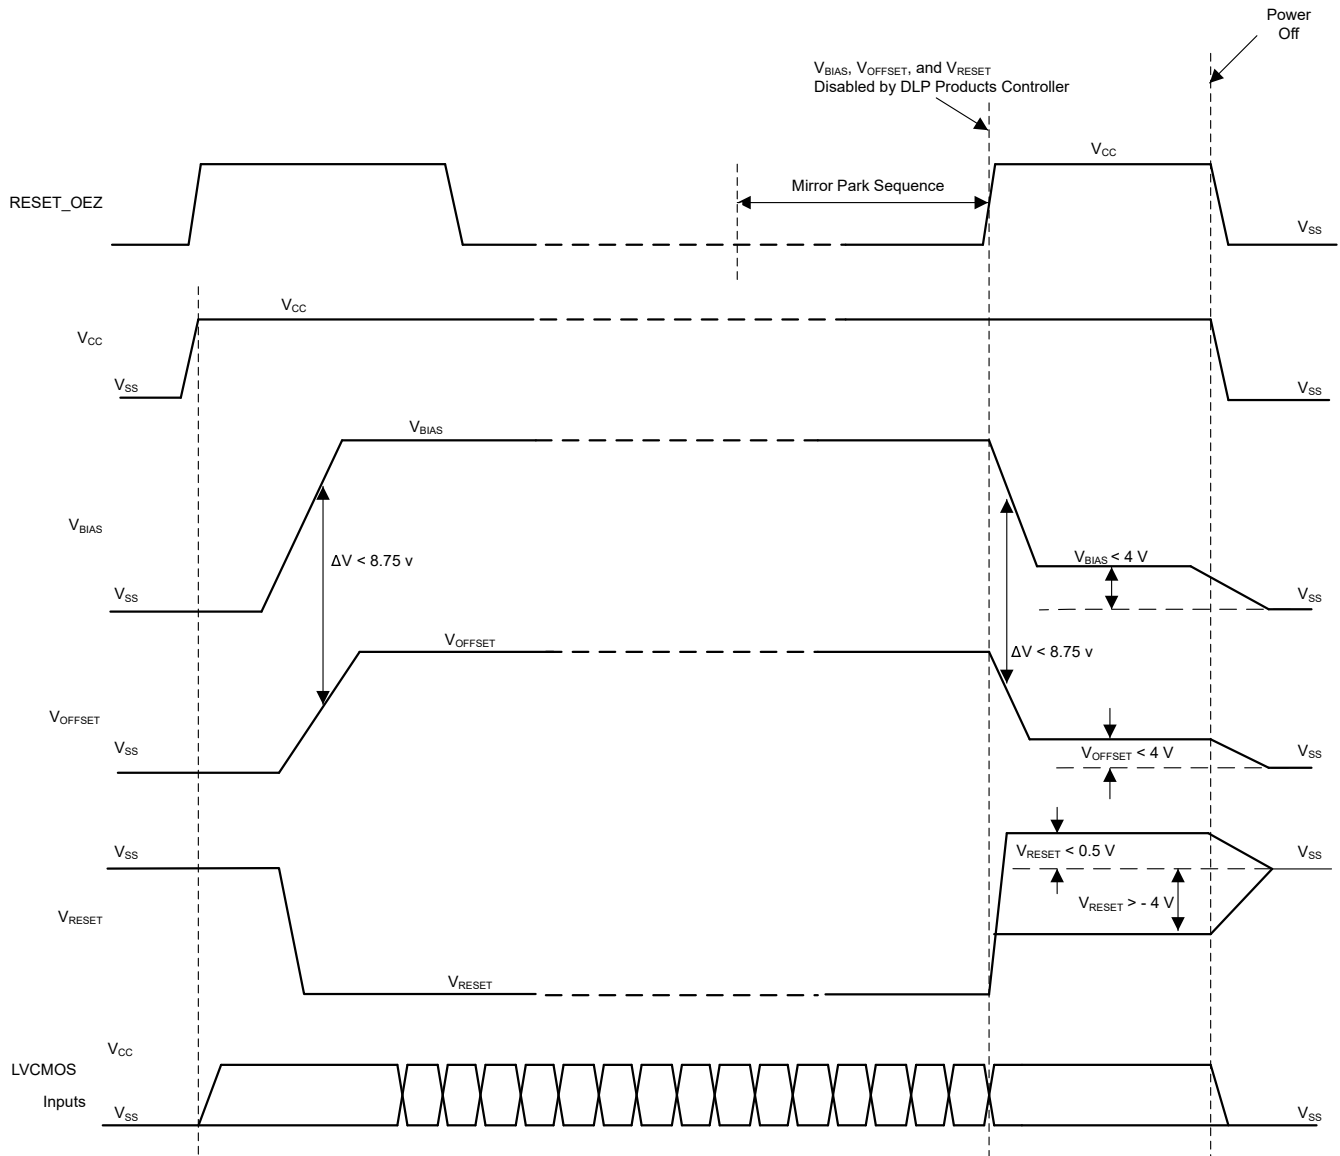 Power
Off
VBIAS, VOFFSET, and VRESET
Disabled by DLP Products Controller
VCC
RESET_OEZ
Mirror Park Sequence
VSS
VCC
VCC
VSS
VSS
VBIAS
VBIAS
ΔV < 8.75 v
VBIAS < 4 V
VSS
VSS
VOFFSET
ΔV < 8.75 v
VOFFSET
VSS
VOFFSET < 4 V
VSS
VSS
VRESET < 0.5 V
VSS
VRESET
VRESET > - 4 V
VRESET
VCC
LVCMOS
Inputs
VSS
VSS